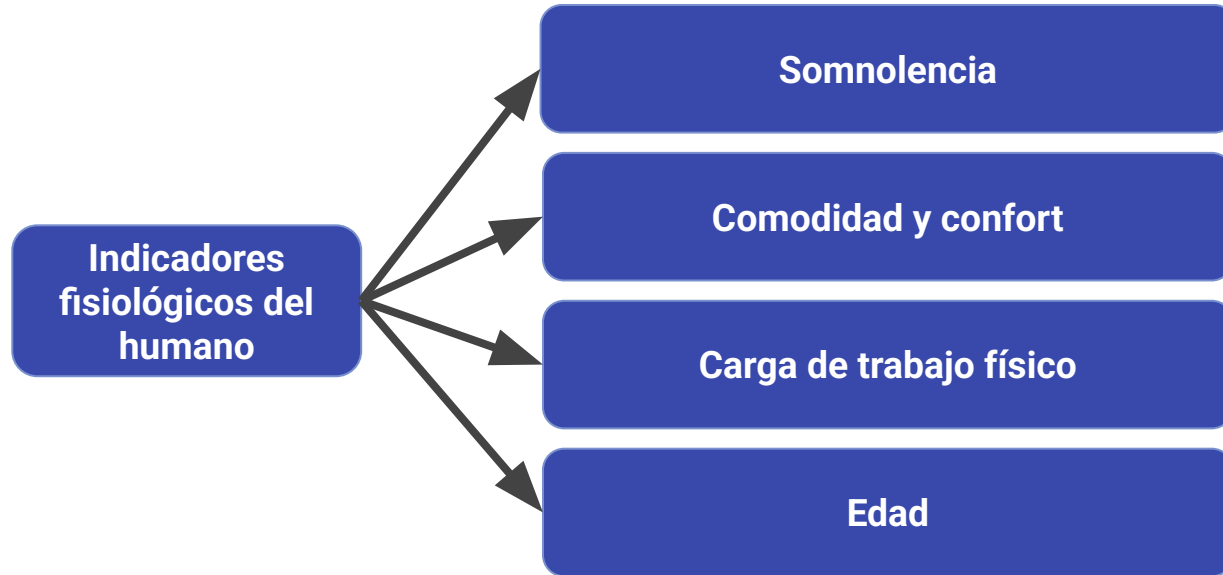 Somnolencia
Comodidad y confort
Indicadores
fisiológicos del
humano
Carga de trabajo físico
Edad